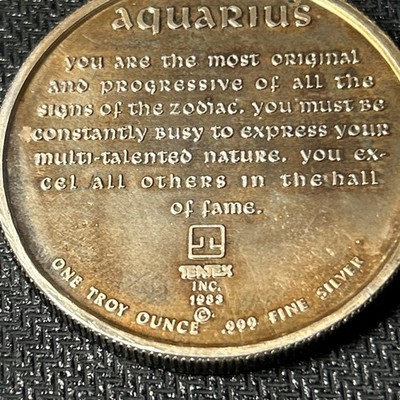 aquarius
you are the most original
and progressive of all the
signs of the zodiac. you must be
constantly busy to express your
multi-talented nature. you ex-
cel all others in the hall
of fame.
TENTEX
INC.
1983
©.
ONE TROY OUNCE .999 FINE SILVER